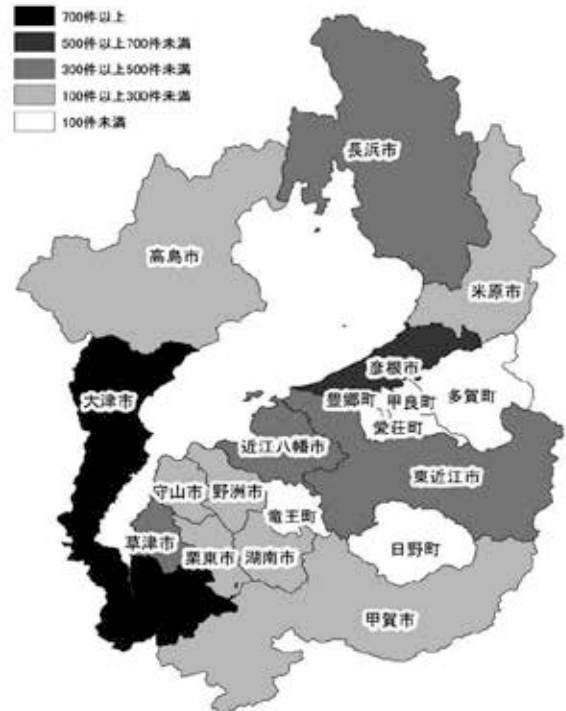 700件以上
500件以上700件未満
300件以上500件未満
100件以上300件未満
100件未満
長浜市
高島市
米原市
彦根市
大津市
豊郷町
甲良町
多賀町
愛荘町
近江八幡市
東近江市
守山市
野洲市
竜王町
草津市
栗東市
湖南市
日野町
甲賀市